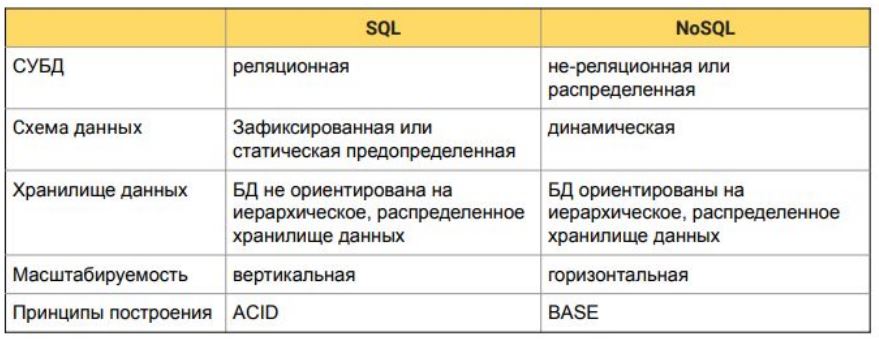 SQL NoSQL
СУБД реляционная не-реляционная или
распределенная
Схема данных Зафиксированная или динамическая
статическая предопределенная
Хранилище данных БД не ориентирована на БД ориентированы на
иерархическое, распределенное иерархическое, распределенное
хранилище данных хранилище данных
Масштабируемость вертикальная горизонтальная
Принципы построения ACID BASE